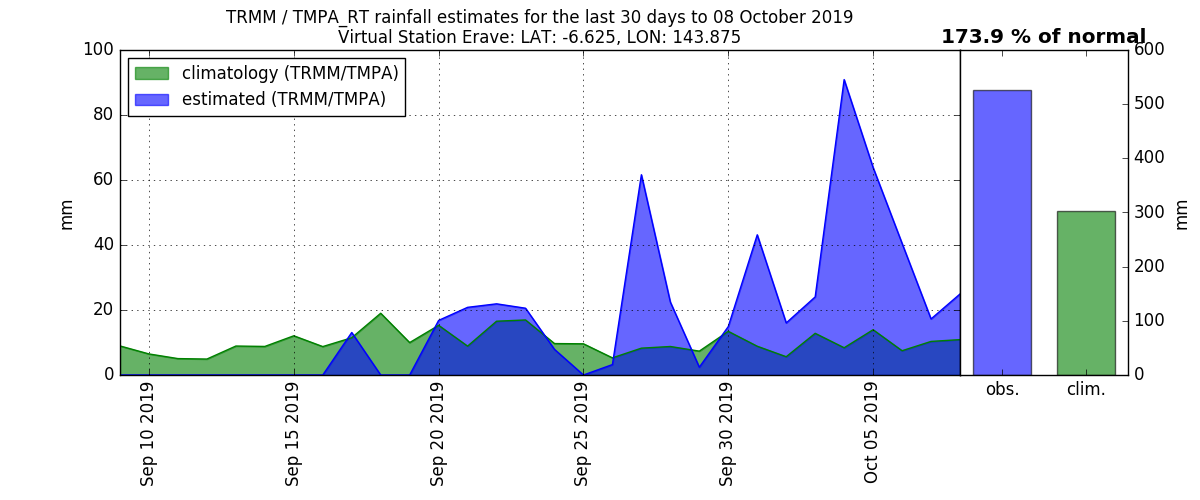 TRMM / TMPA_RT rainfall estimates for the last 30 days to 08 October 2019
Virtual Station Erave: LAT: -6.625, LON: 143.875
173.9 % of normal
climatology (TRMM/TMPA)
estimated (TRMM/TMPA)
100
80
60
40
20
0
mm
Sep 10 2019
Sep 15 2019
Sep 20 2019
Sep 25 2019
Sep 30 2019
Oct 05 2019
obs.
clim.
600
500
400
300
200
100
0
mm